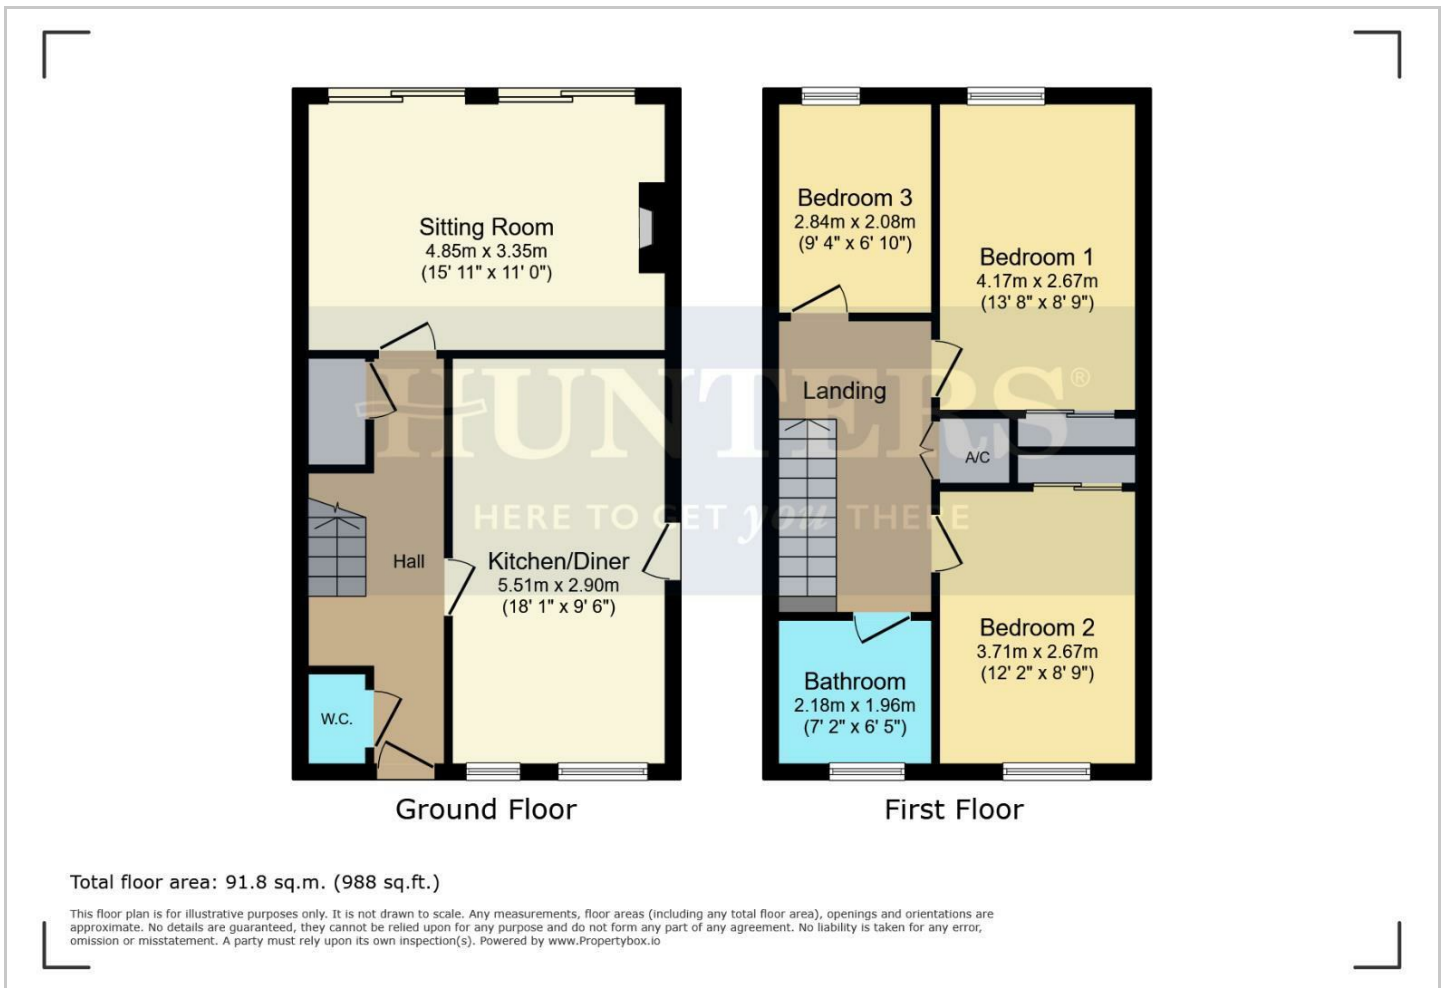 Sitting Room
4.85m x 3.35m
(15' 11" x 11' 0")
Hall
Kitchen/Diner
5.51m x 2.90m
(18' 1" x 9' 6")
W.C.
Ground Floor
Bedroom 3
2.84m x 2.08m
(9' 4" x 6' 10")
Bedroom 1
4.17m x 2.67m
(13' 8" x 8' 9")
Landing
A/C
Bedroom 2
3.71m x 2.67m
(12' 2" x 8' 9")
Bathroom
2.18m x 1.96m
(7' 2" x 6' 5")
First Floor
HUNTERS®
HERE TO GET you THERE
Total floor area: 91.8 sq.m. (988 sq.ft.)
This floor plan is for illustrative purposes only. It is not drawn to scale. Any measurements, floor areas (including any total floor area), openings and orientations are
approximate. No details are guaranteed, they cannot be relied upon for any purpose and do not form any part of any agreement. No liability is taken for any error,
omission or misstatement. A party must rely upon its own inspection(s). Powered by www.Propertybox.io